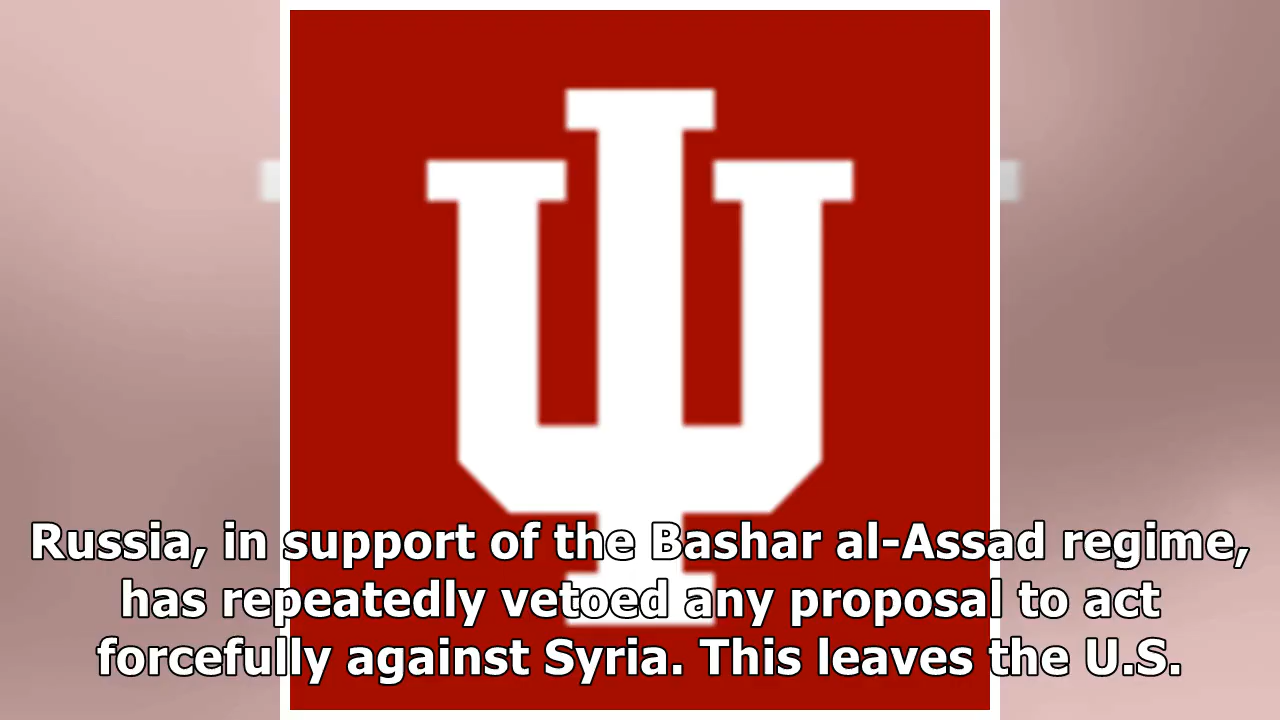 Russia, in support of the Bashar al-Assad regime,
has repeatedly vetoed any proposal to act
forcefully against Syria. This leaves the U.S.